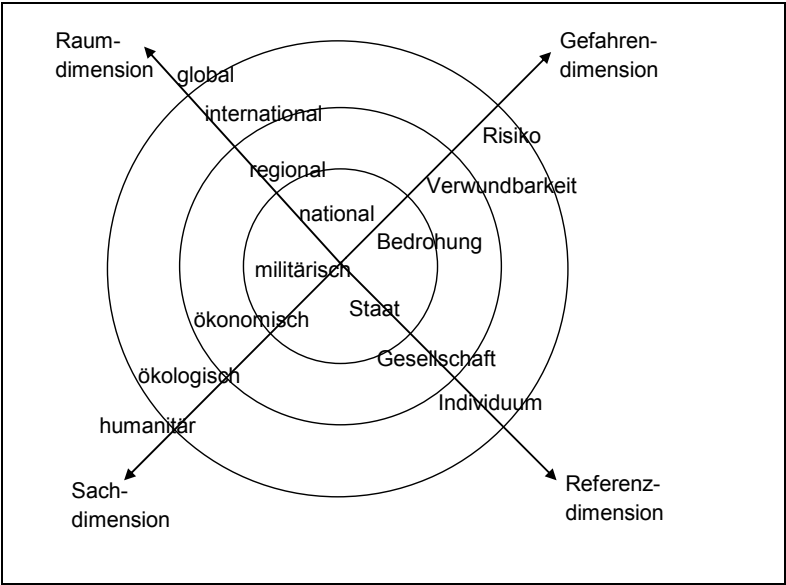 Raum-
dimension
Gefahren-
dimension
global
international
Risiko
regional
Verwundbarkeit
national
Bedrohung
militärisch
Staat
ökonomisch
Gesellschaft
ökologisch
Individuum
humanitär
Sach-
dimension
Referenz-
dimension